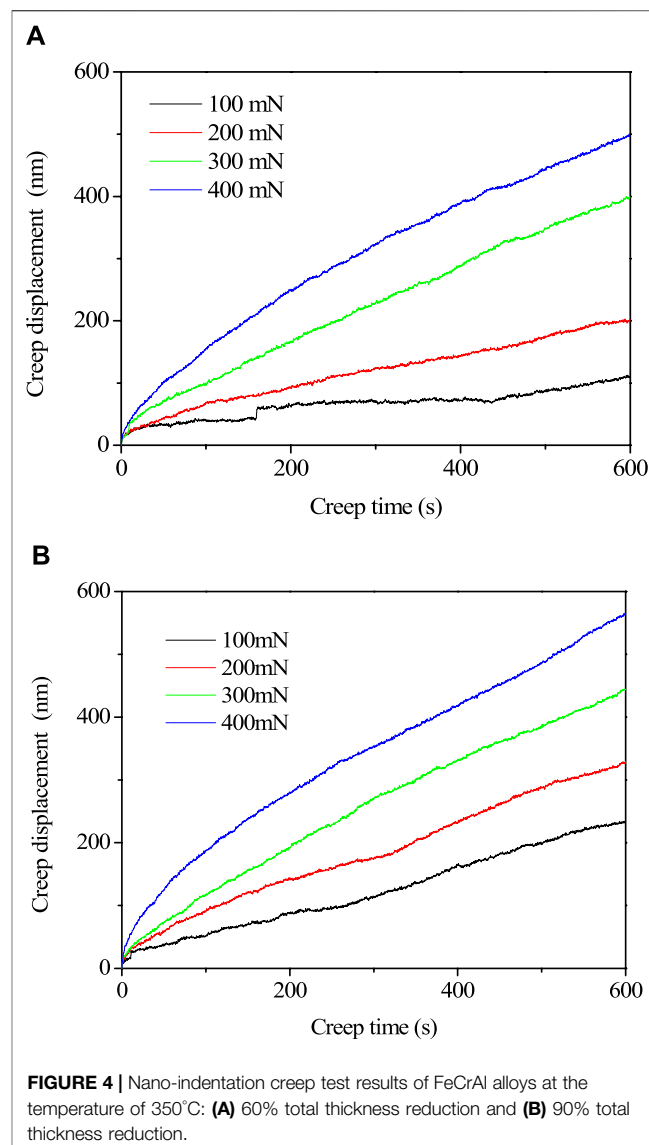 A
600
400
200
0
Creep displacement (nm)
100 mN
200 mN
300 mN
400 mN
0 200 400 600
Creep time (s)
B
600
400
200
0
Creep displacement (nm)
100mN
200mN
300mN
400mN
0 200 400 600
Creep time (s)
FIGURE 4 | Nano-indentation creep test results of FeCrAl alloys at the
temperature of 350°C: (A) 60% total thickness reduction and (B) 90% total
thickness reduction.